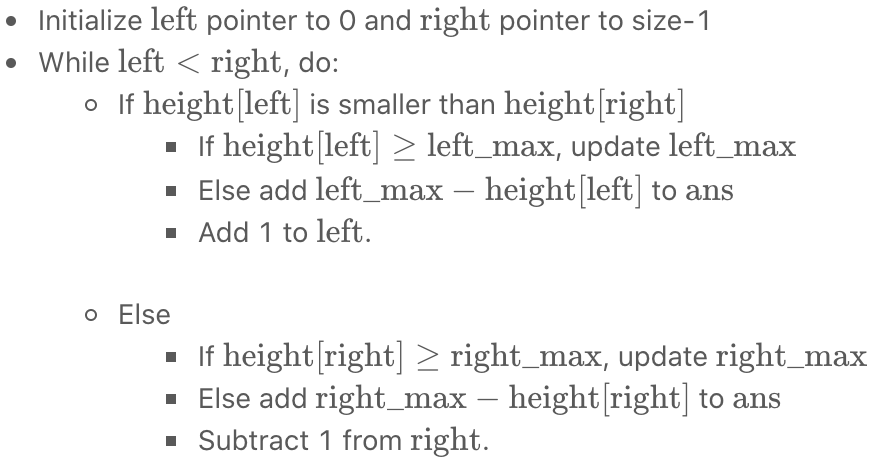 • Initialize left pointer to 0 and right pointer to size-1
• While left < right, do:
◦ If height[left] is smaller than height[right]
▪ If height[left] ≥ left_max, update left_max
▪ Else add left_max − height[left] to ans
▪ Add 1 to left.
◦ Else
▪ If height[right] ≥ right_max, update right_max
▪ Else add right_max − height[right] to ans
▪ Subtract 1 from right.